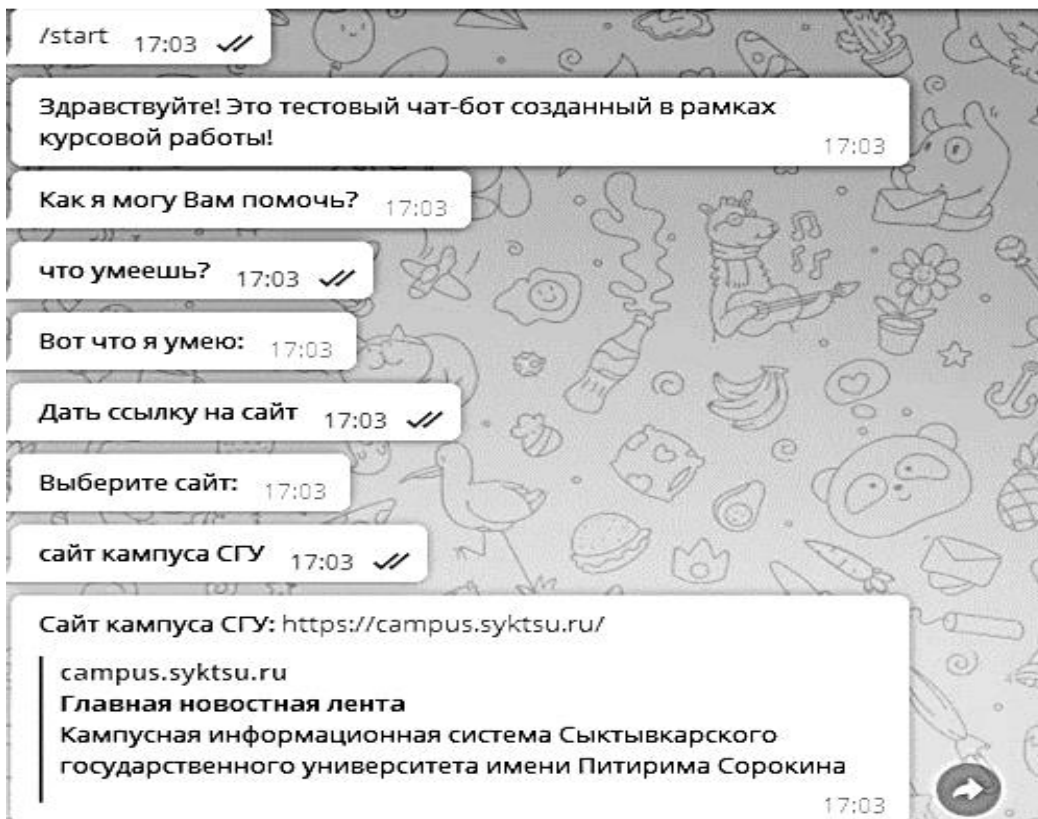 /start 17:03
Здравствуйте! Это тестовый чат-бот созданный в рамках
курсовой работы!
17:03
Как я могу Вам помочь? 17:03
что умеешь? 17:03
Вот что я умею: 17:03
Дать ссылку на сайт 17:03
Выберите сайт: 17:03
сайт кампуса СГУ 17:03
Сайт кампуса СГУ: https://campus.syktsu.ru/
campus.syktsu.ru
Главная новостная лента
Кампусная информационная система Сыктывкарского
государственного университета имени Питирима Сорокина
17:03